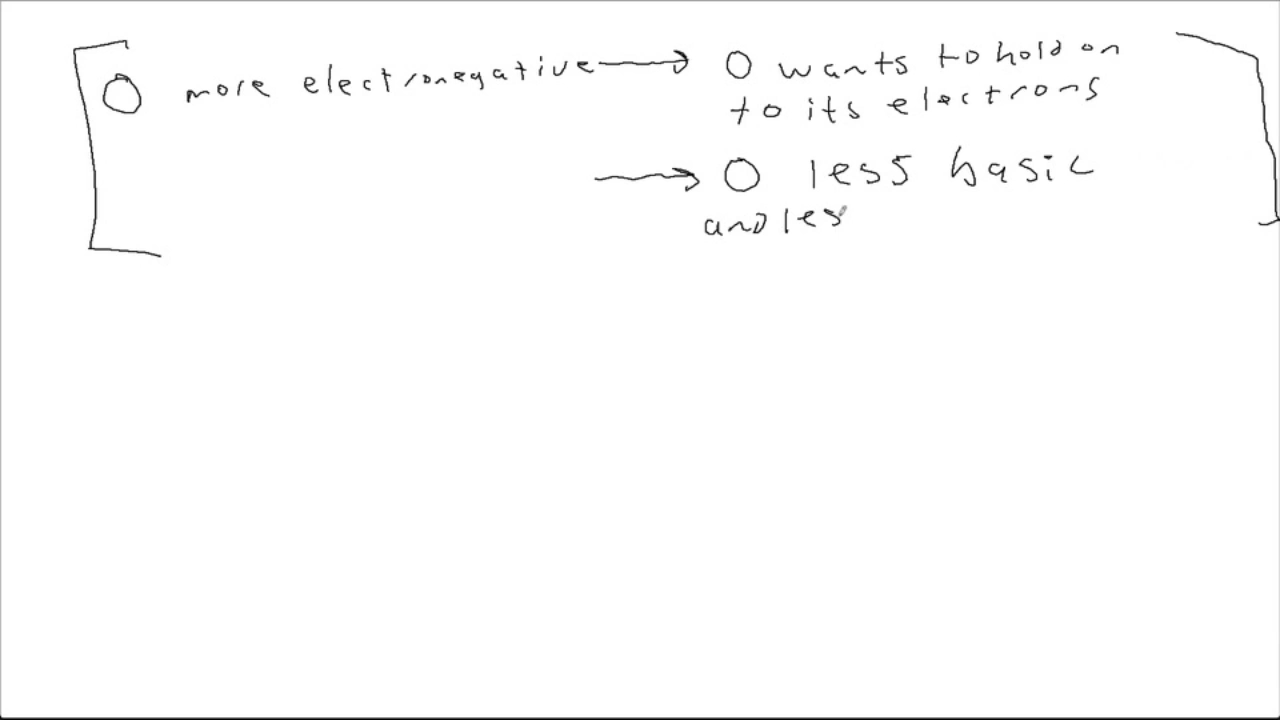 O more electronegative → O wants to hold on
to its electrons
→ O less basic
and les